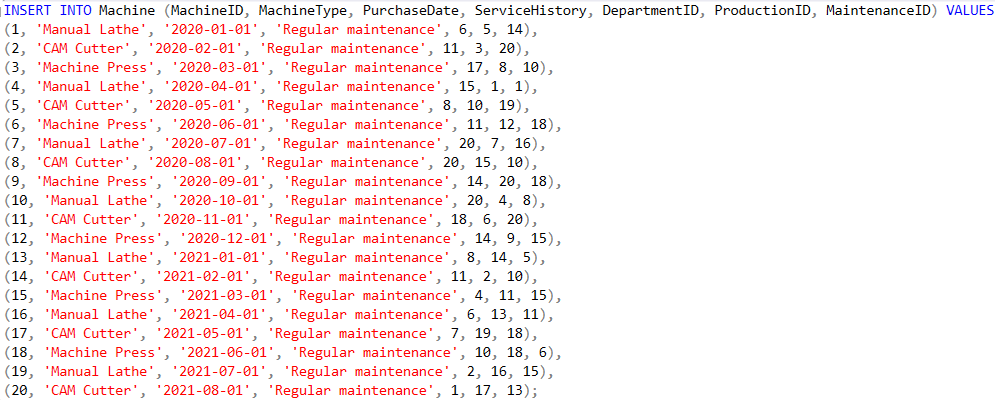 INSERT INTO Machine (MachineID, MachineType, PurchaseDate, ServiceHistory, DepartmentID, ProductionID, MaintenanceID) VALUES
(1, 'Manual Lathe', '2020-01-01', 'Regular maintenance', 6, 5, 14),
(2, 'CAM Cutter', '2020-02-01', 'Regular maintenance', 11, 3, 20),
(3, 'Machine Press', '2020-03-01', 'Regular maintenance', 17, 8, 10),
(4, 'Manual Lathe', '2020-04-01', 'Regular maintenance', 15, 1, 1),
(5, 'CAM Cutter', '2020-05-01', 'Regular maintenance', 8, 10, 19),
(6, 'Machine Press', '2020-06-01', 'Regular maintenance', 11, 12, 18),
(7, 'Manual Lathe', '2020-07-01', 'Regular maintenance', 20, 7, 16),
(8, 'CAM Cutter', '2020-08-01', 'Regular maintenance', 20, 15, 10),
(9, 'Machine Press', '2020-09-01', 'Regular maintenance', 14, 20, 18),
(10, 'Manual Lathe', '2020-10-01', 'Regular maintenance', 20, 4, 8),
(11, 'CAM Cutter', '2020-11-01', 'Regular maintenance', 18, 6, 20),
(12, 'Machine Press', '2020-12-01', 'Regular maintenance', 14, 9, 15),
(13, 'Manual Lathe', '2021-01-01', 'Regular maintenance', 8, 14, 5),
(14, 'CAM Cutter', '2021-02-01', 'Regular maintenance', 11, 2, 10),
(15, 'Machine Press', '2021-03-01', 'Regular maintenance', 4, 11, 15),
(16, 'Manual Lathe', '2021-04-01', 'Regular maintenance', 6, 13, 11),
(17, 'CAM Cutter', '2021-05-01', 'Regular maintenance', 7, 19, 18),
(18, 'Machine Press', '2021-06-01', 'Regular maintenance', 10, 18, 6),
(19, 'Manual Lathe', '2021-07-01', 'Regular maintenance', 2, 16, 15),
(20, 'CAM Cutter', '2021-08-01', 'Regular maintenance', 1, 17, 13);